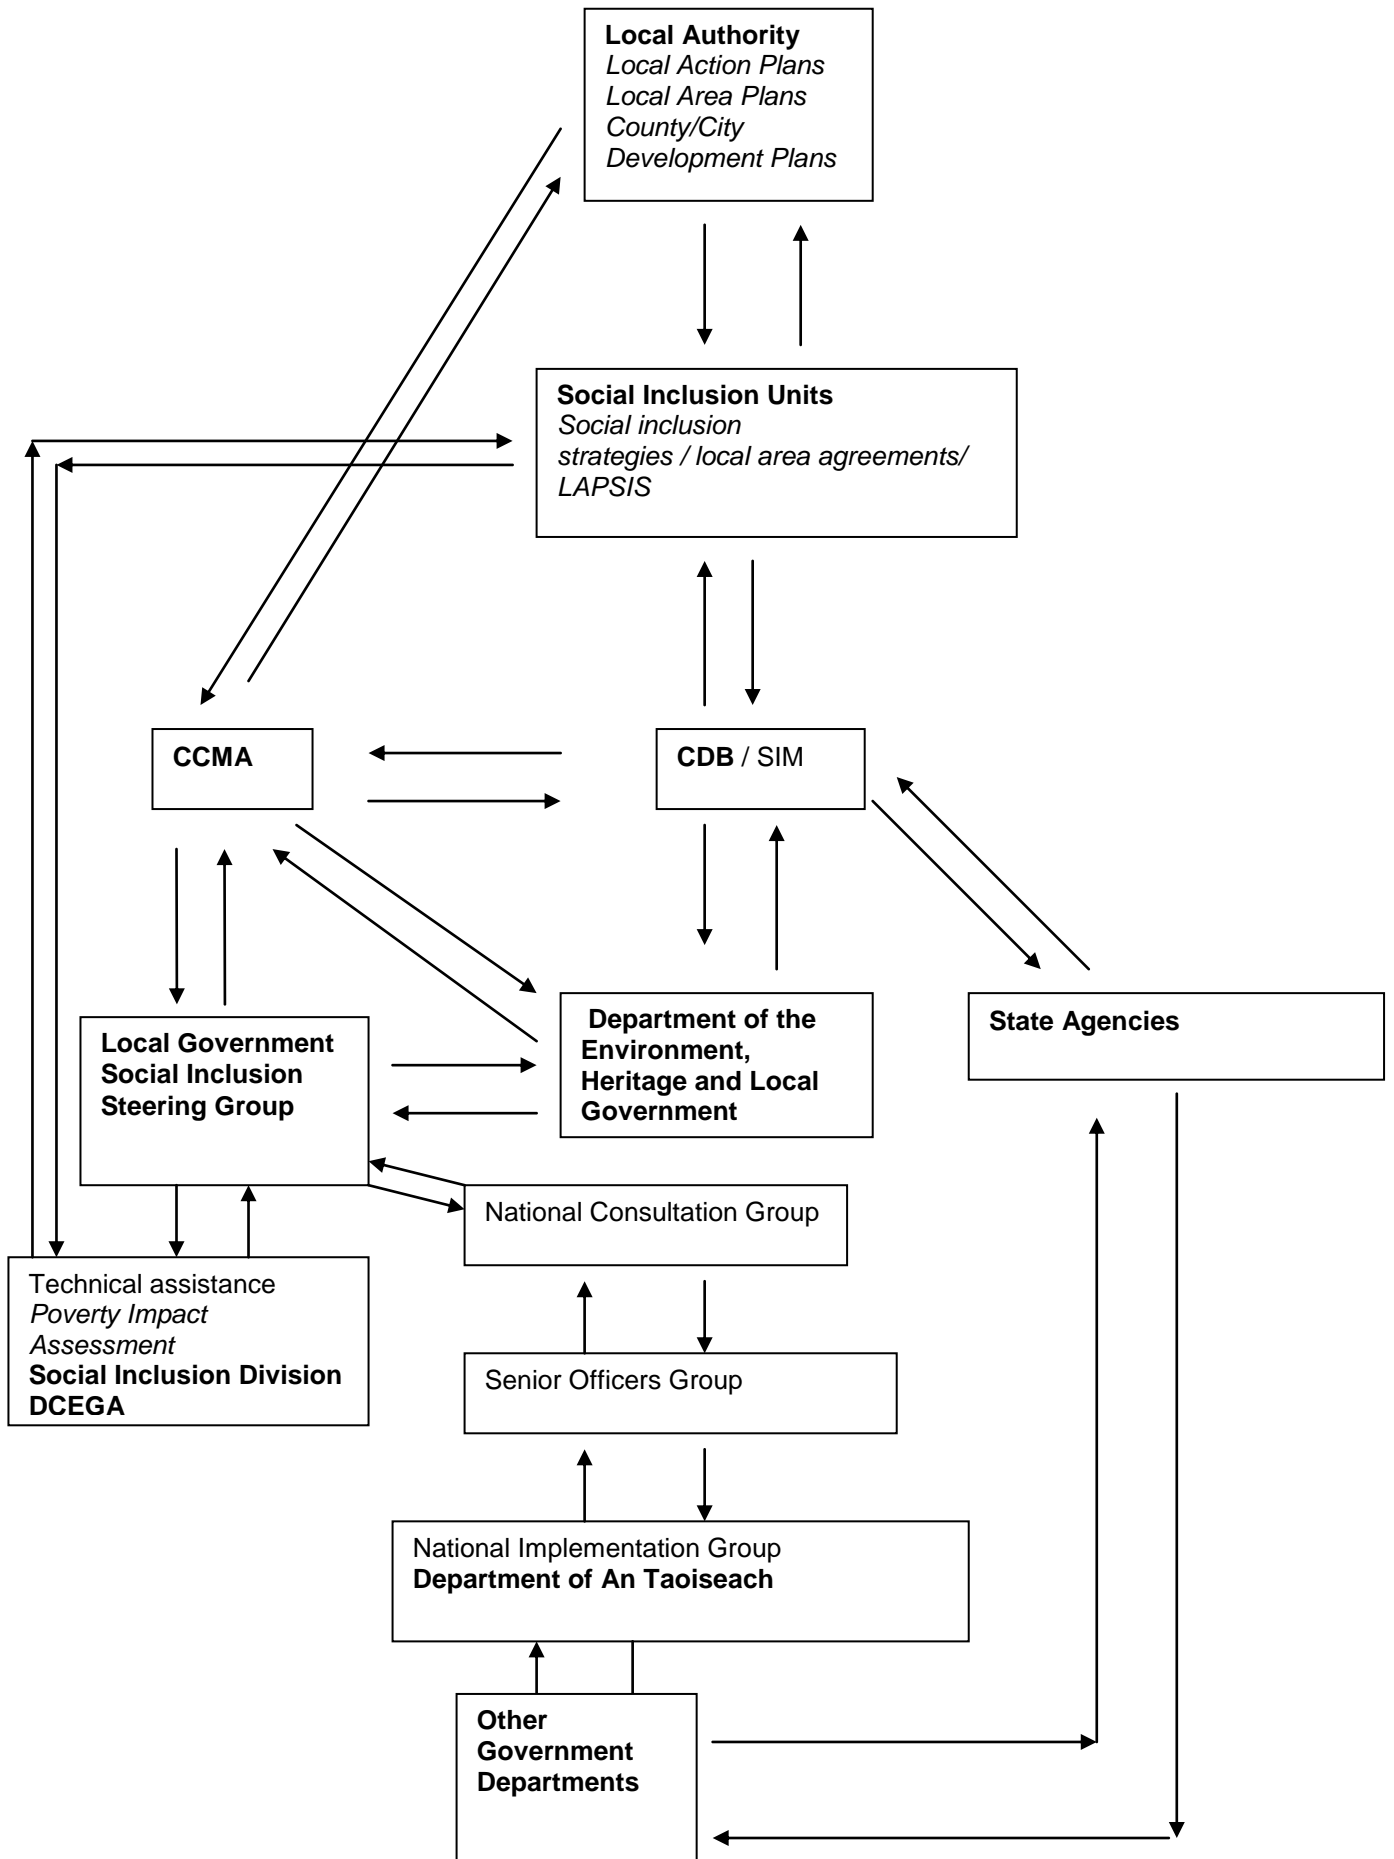 Local Authority
Local Action Plans
Local Area Plans
County/City
Development Plans
Social Inclusion Units
Social inclusion
strategies / local area agreements/
LAPSIS
CCMA
CDB / SIM
Local Government
Social Inclusion
Steering Group
Department of the
Environment,
Heritage and Local
Government
State Agencies
National Consultation Group
Technical assistance
Poverty Impact
Assessment
Social Inclusion Division
DCEGA
Senior Officers Group
National Implementation Group
Department of An Taoiseach
Other
Government
Departments